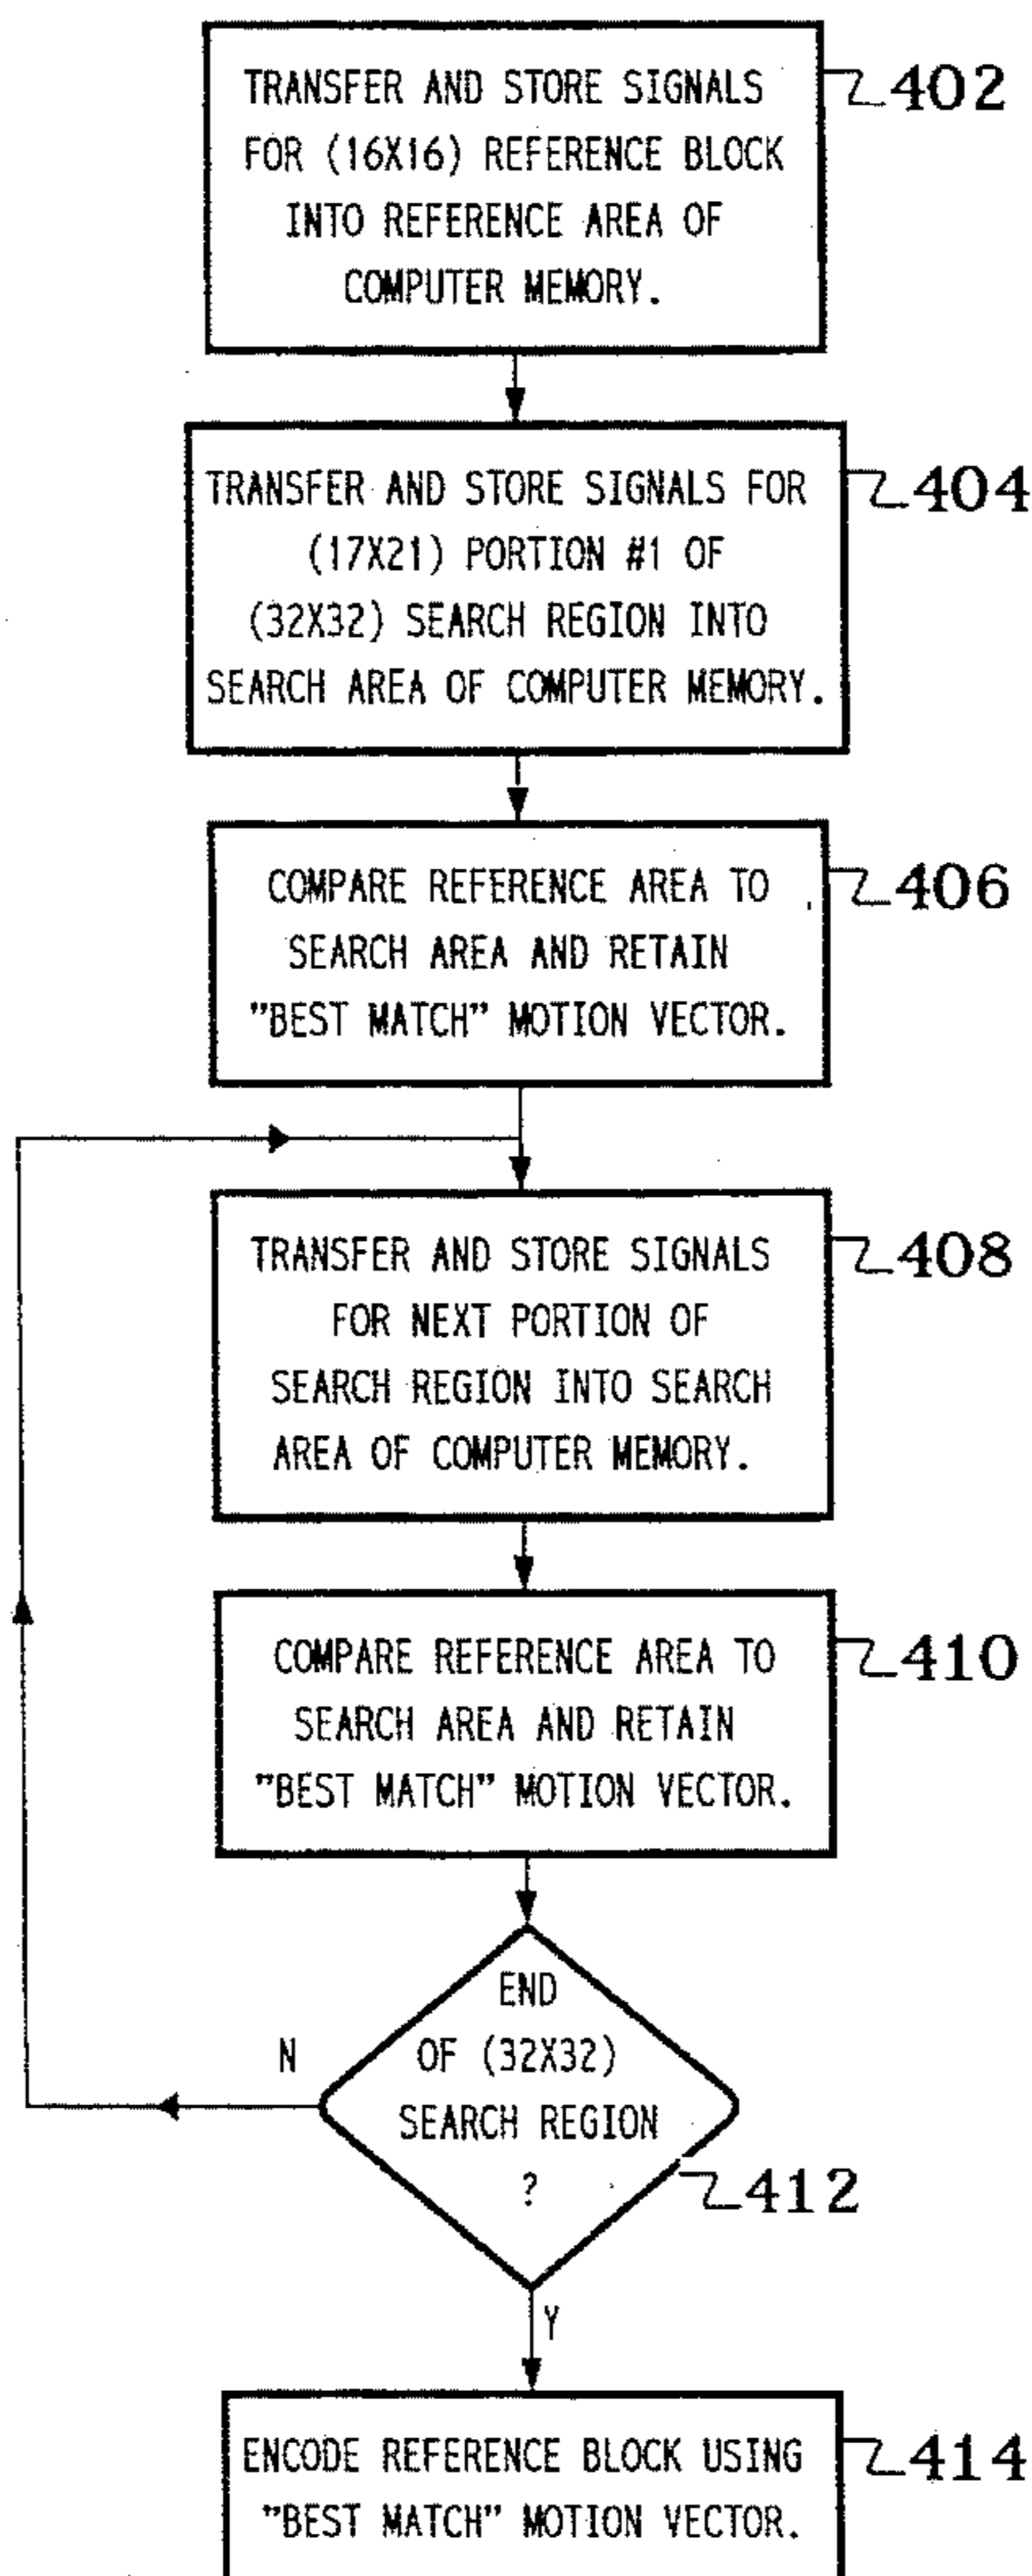 TRANSFER AND STORE SIGNALS
FOR (16X16) REFERENCE BLOCK
INTO REFERENCE AREA OF
COMPUTER MEMORY.
402
TRANSFER AND STORE SIGNALS FOR
(17X21) PORTION #1 OF
(32X32) SEARCH REGION INTO
SEARCH AREA OF COMPUTER MEMORY.
404
COMPARE REFERENCE AREA TO
SEARCH AREA AND RETAIN
"BEST MATCH" MOTION VECTOR.
406
TRANSFER AND STORE SIGNALS
FOR NEXT PORTION OF
SEARCH REGION INTO SEARCH
AREA OF COMPUTER MEMORY.
408
COMPARE REFERENCE AREA TO
SEARCH AREA AND RETAIN
"BEST MATCH" MOTION VECTOR.
410
END
OF (32X32)
SEARCH REGION
?
412
N
Y
ENCODE REFERENCE BLOCK USING
"BEST MATCH" MOTION VECTOR.
414